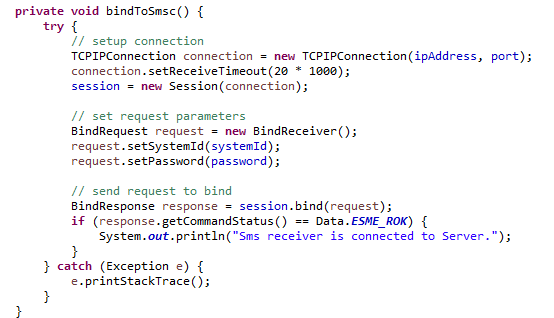 private void bindToSmsc() {
    try {
        // setup connection
        TCPIPConnection connection = new TCPIPConnection(ipAddress, port);
        connection.setReceiveTimeout(20 * 1000);
        session = new Session(connection);

        // set request parameters
        BindRequest request = new BindReceiver();
        request.setSystemId(systemId);
        request.setPassword(password);

        // send request to bind
        BindResponse response = session.bind(request);
        if (response.getCommandStatus() == Data.ESME_ROK) {
            System.out.println("Sms receiver is connected to Server.");
        }
    } catch (Exception e) {
        e.printStackTrace();
    }
}